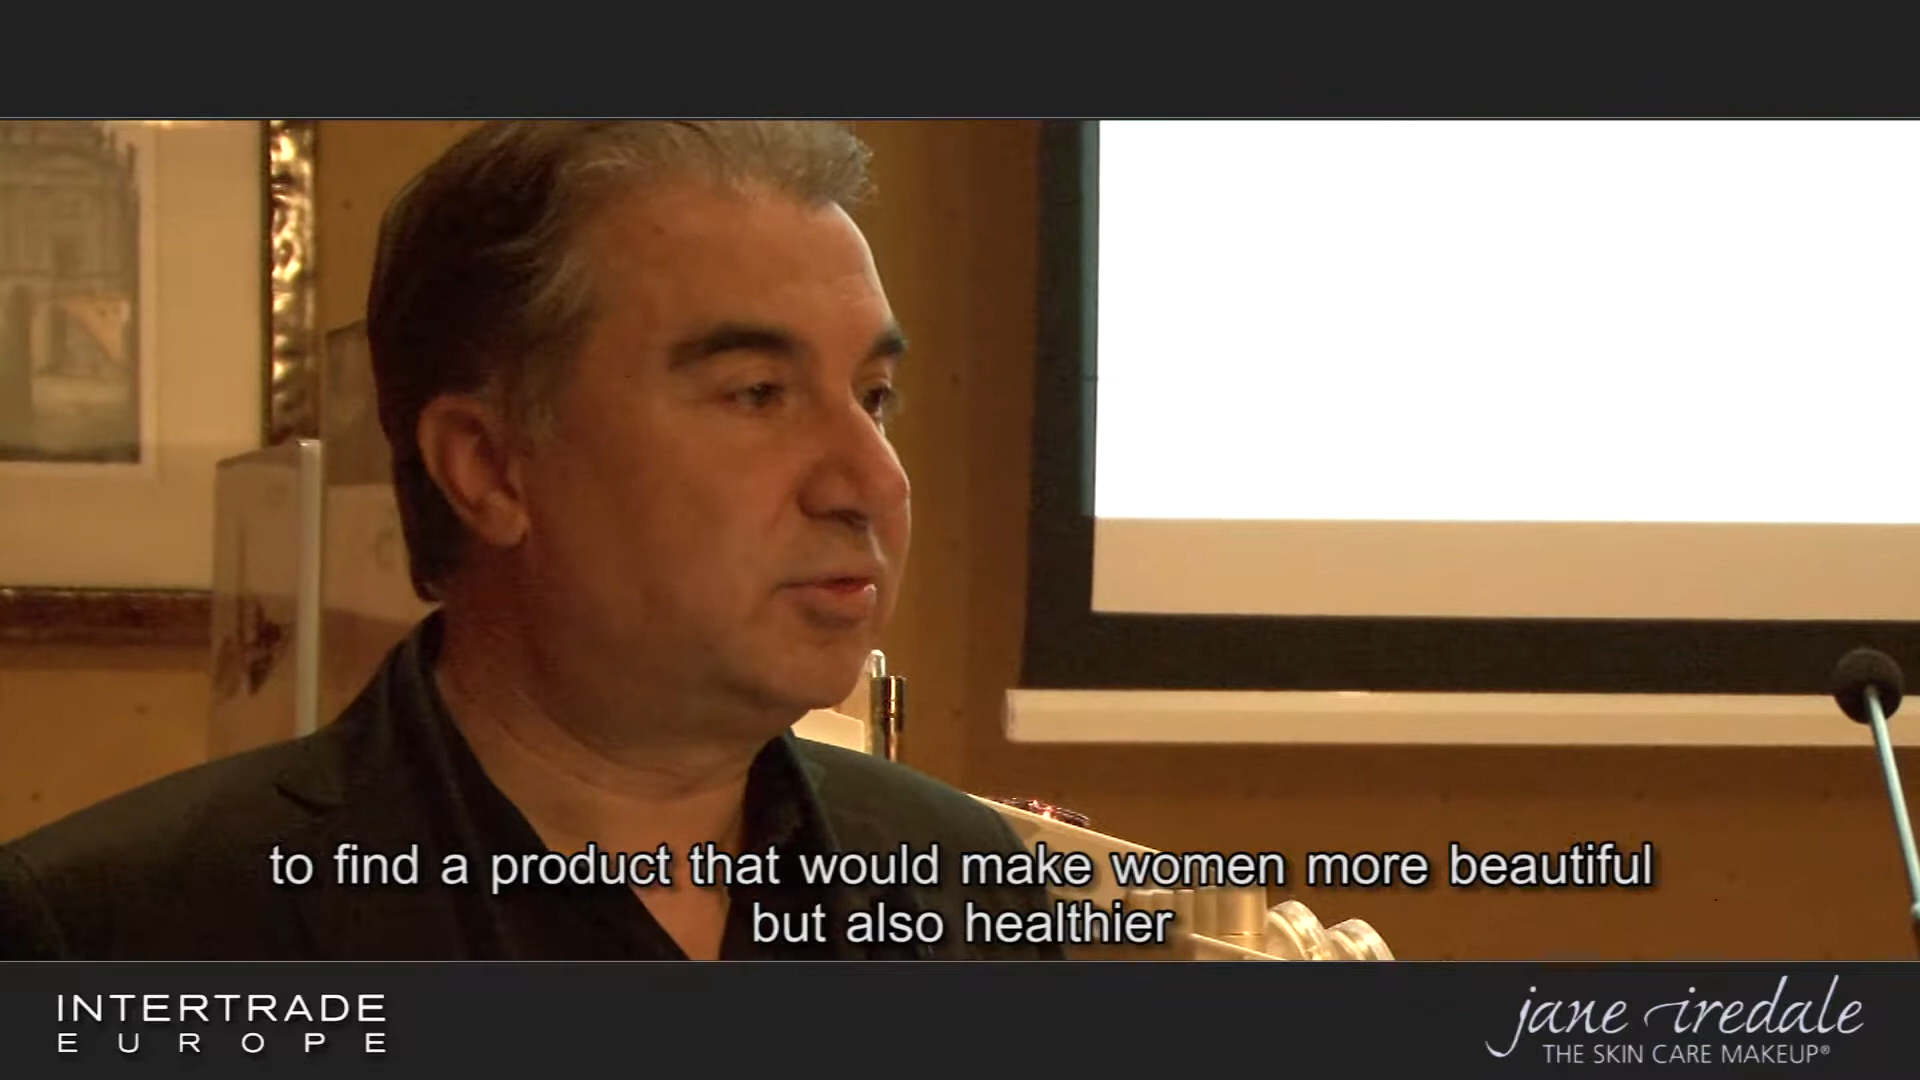 to find a product that would make women more beautiful
but also healthier
INTERTRADE
EUROPE
jane iredale
THE SKIN CARE MAKEUP®